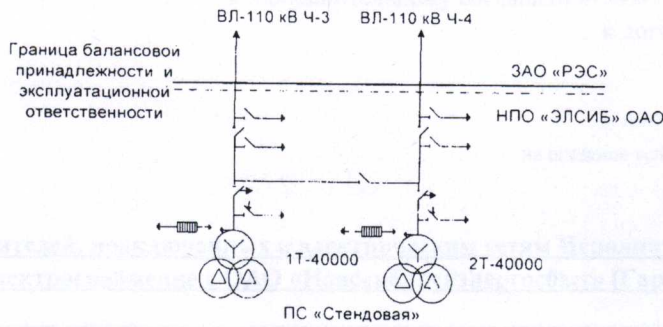 ВЛ-110 кВ Ч-3
ВЛ-110 кВ Ч-4
Граница балансовой
принадлежности и
эксплуатационной
ответственности
ЗАО «РЭС»
НПО «ЭЛСИБ» ОАО
1Т-40000
2Т-40000
ПС «Стендовая»